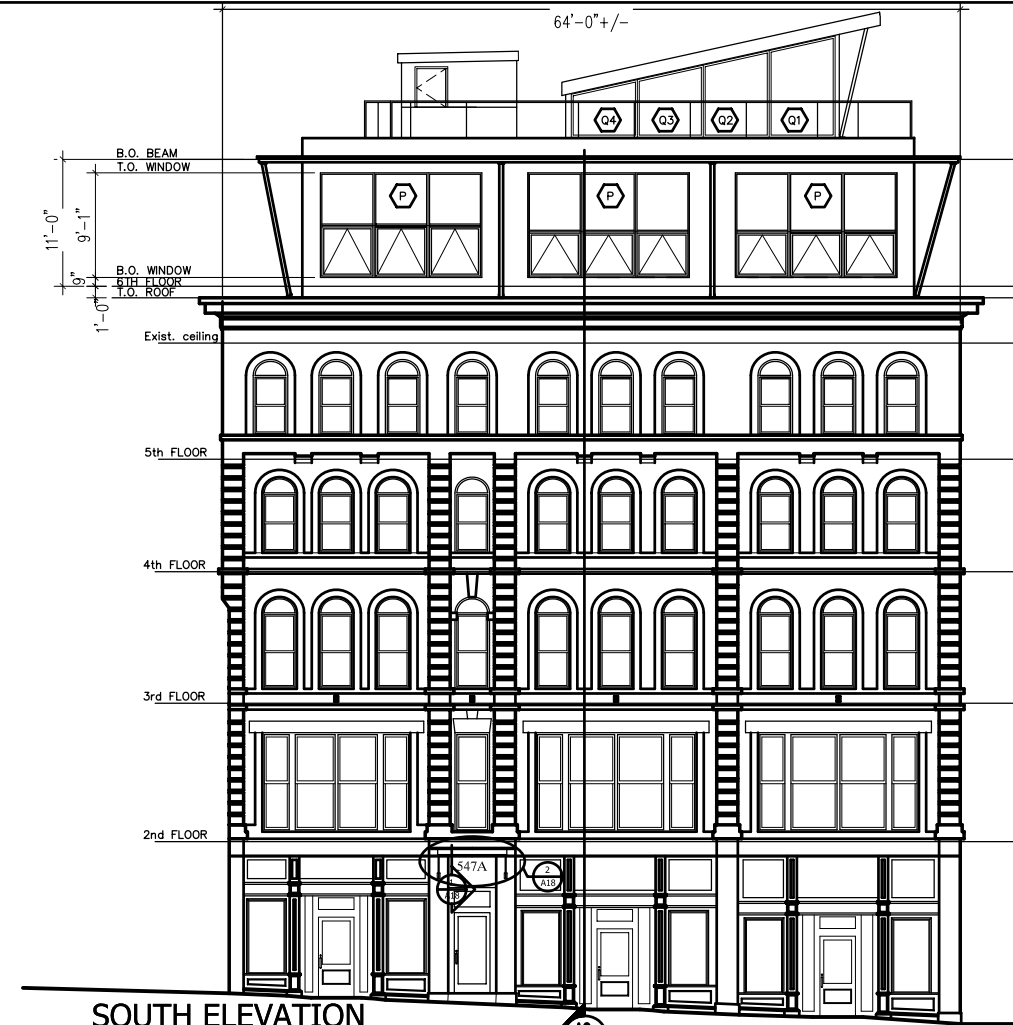 64'-0"+/-
Q4 Q3 Q2 Q1
B.O. BEAM
T.O. WINDOW
P P P
11'-0"
9'-1"
9"
B.O. WINDOW
6TH FLOOR
T.O. ROOF
1'-0"
Exist. ceiling
5th FLOOR
4th FLOOR
3rd FLOOR
2nd FLOOR
547A
2
A18
A18
SOUTH ELEVATION